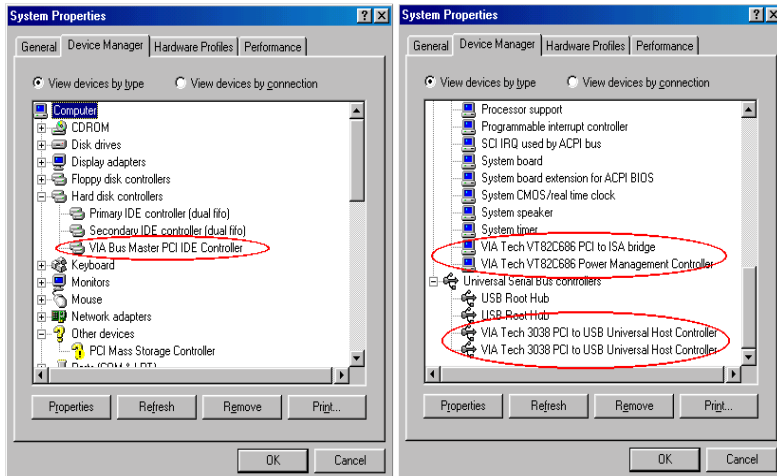 System Properties
General Device Manager Hardware Profiles Performance
View devices by type View devices by connection
Computer
CDROM
Disk drives
Display adapters
Floppy disk controllers
Hard disk controllers
Primary IDE controller (dual fifo)
Secondary IDE controller (dual fifo)
VIA Bus Master PCI IDE Controller
Keyboard
Monitors
Mouse
Network adapters
Other devices
PCI Mass Storage Controller
Ports (COM & LPT)
Properties Refresh Remove Print...
OK Cancel
System Properties
General Device Manager Hardware Profiles Performance
View devices by type View devices by connection
Processor support
Programmable interrupt controller
SCI IRQ used by ACPI bus
System board
System board extension for ACPI BIOS
System CMOS/real time clock
System speaker
System timer
VIA Tech VT82C686 PCI to ISA bridge
VIA Tech VT82C686 Power Management Controller
Universal Serial Bus controllers
USB Root Hub
USB Root Hub
VIA Tech 3038 PCI to USB Universal Host Controller
VIA Tech 3038 PCI to USB Universal Host Controller
Properties Refresh Remove Print...
OK Cancel